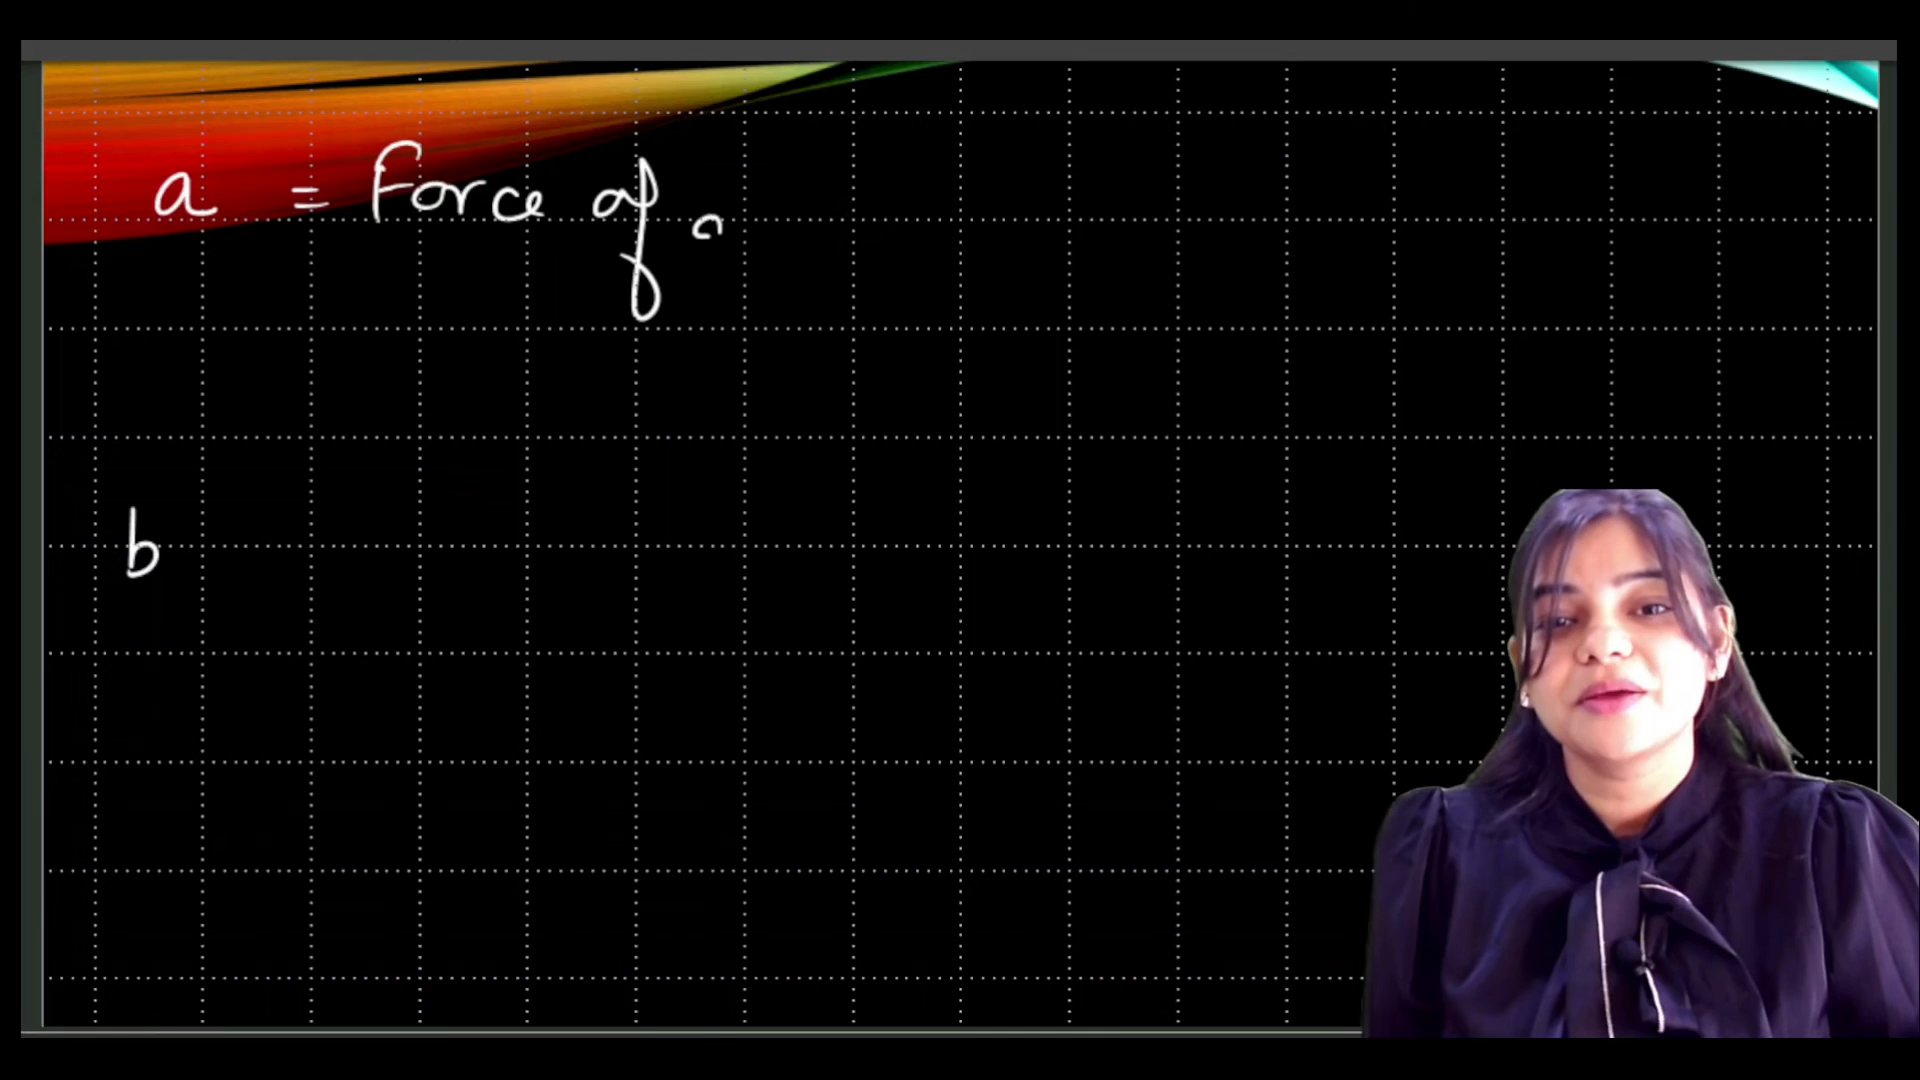 a = Force of a
b